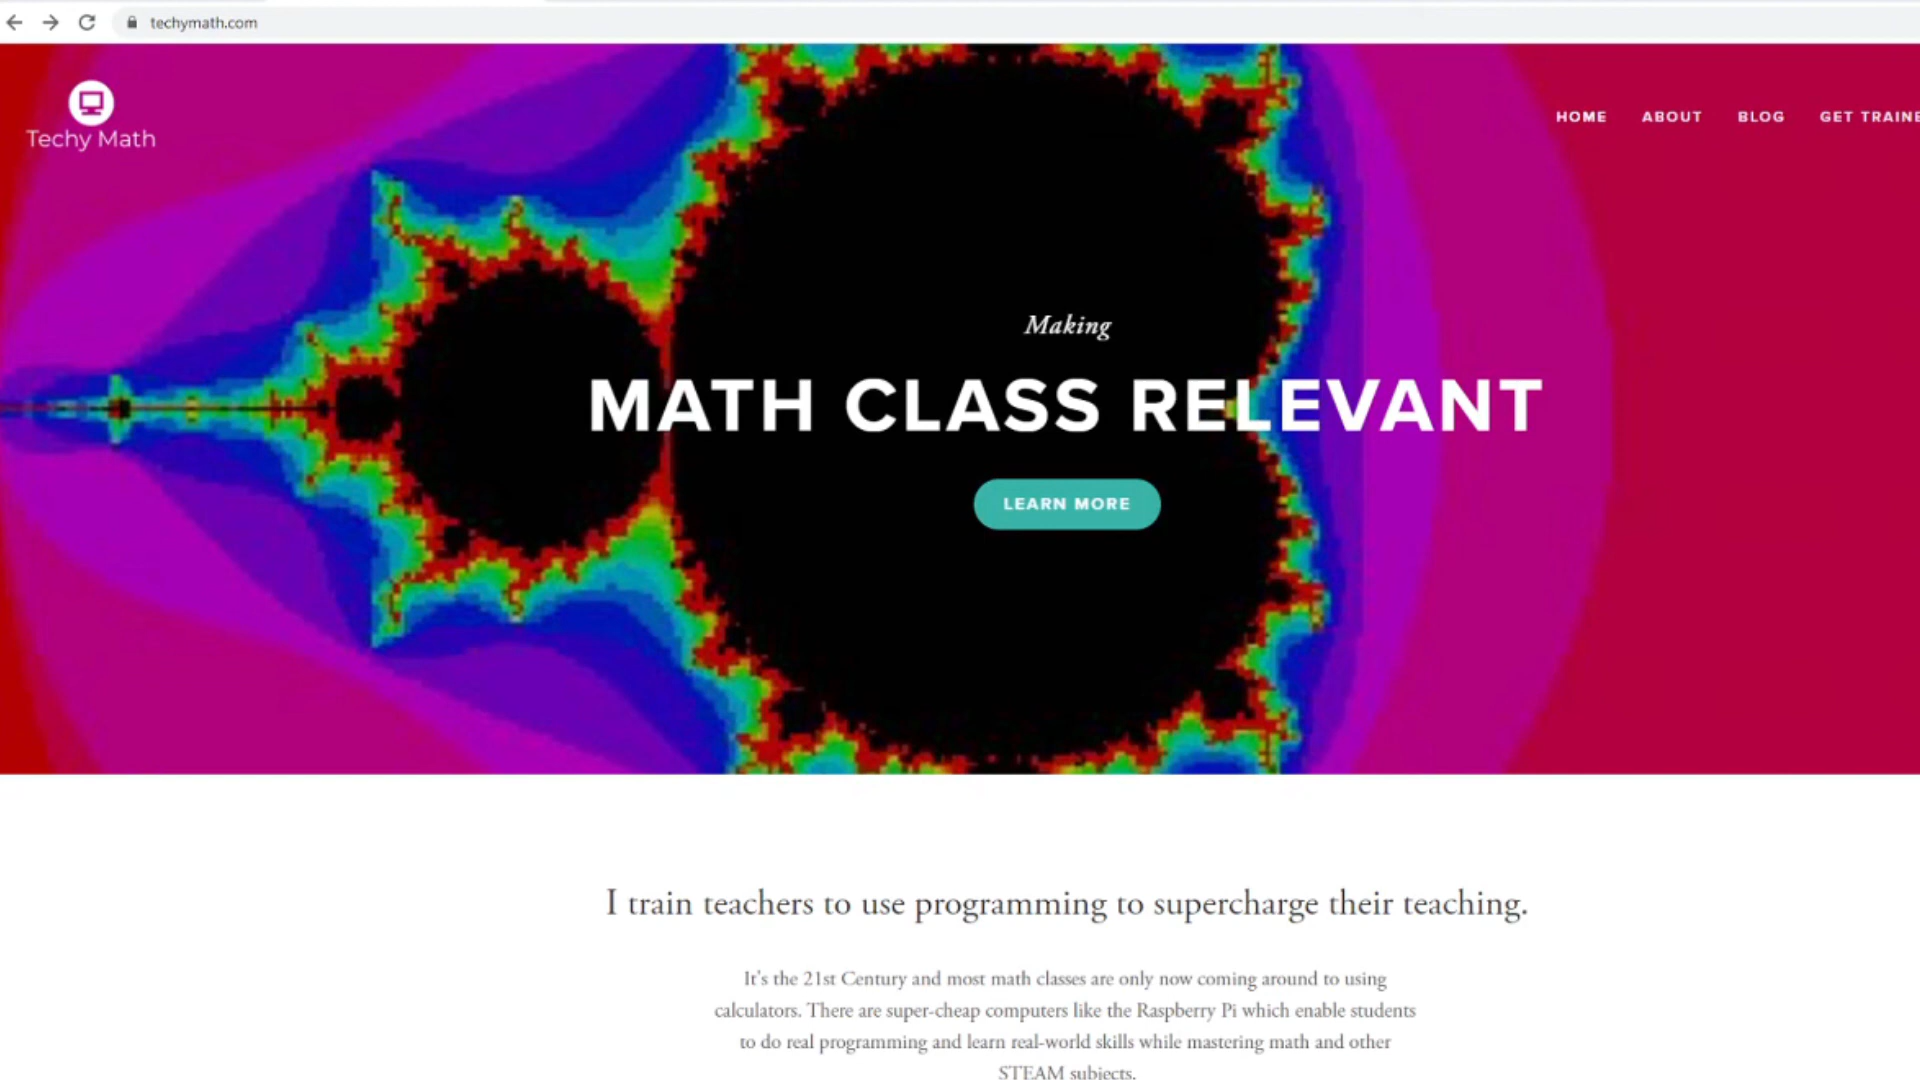 techymath.com
Techy Math
HOME ABOUT BLOG GET TRAINE
Making
MATH CLASS RELEVANT
LEARN MORE
I train teachers to use programming to supercharge their teaching.
It's the 21st Century and most math classes are only now coming around to using
calculators. There are super-cheap computers like the Raspberry Pi which enable students
to do real programming and learn real-world skills while mastering math and other
STEAM subjects.